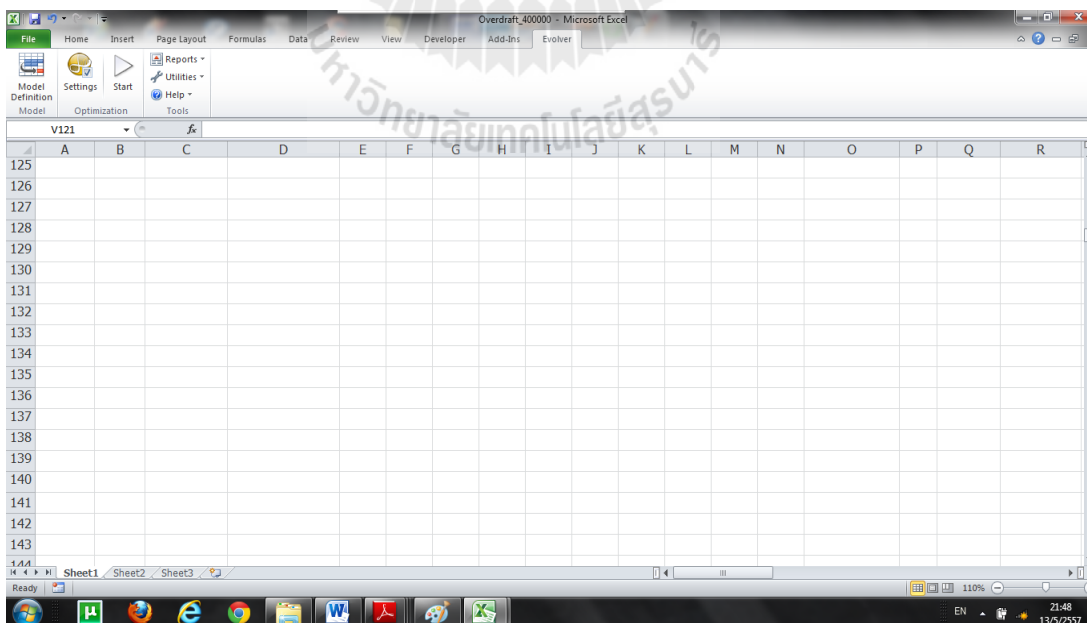 Overdraft_400000 - Microsoft Excel
File Home Insert Page Layout Formulas Data Review View Developer Add-Ins Evolver
Model Definition
Settings
Start
Reports
Utilities
Help
Model Optimization Tools
V121 fx
A B C D E F G H I J K L M N O P Q R
125
126
127
128
129
130
131
132
133
134
135
136
137
138
139
140
141
142
143
144
Sheet1 Sheet2 Sheet3
Ready 110%
EN 21:48
13/5/2557